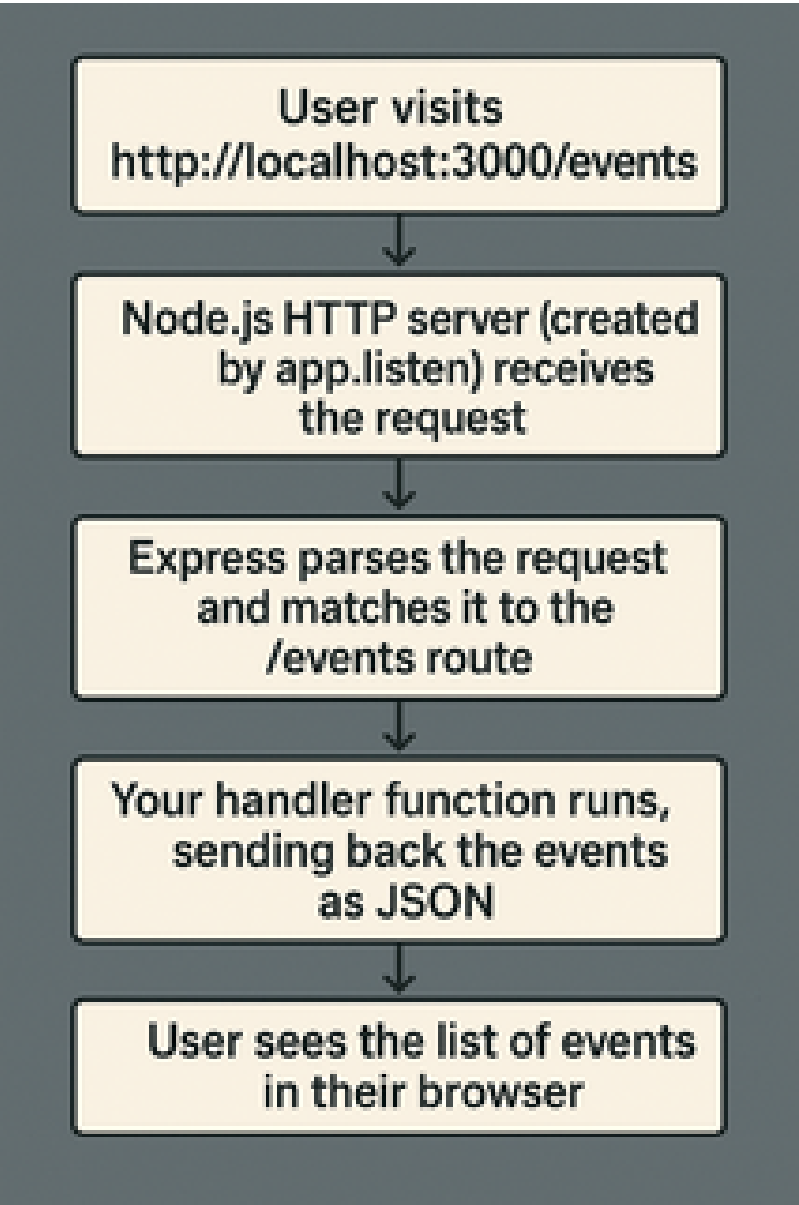 User visits
http://localhost:3000/events
Node.js HTTP server (created
by app.listen) receives
the request
Express parses the request
and matches it to the
/events route
Your handler function runs,
sending back the events
as JSON
User sees the list of events
in their browser